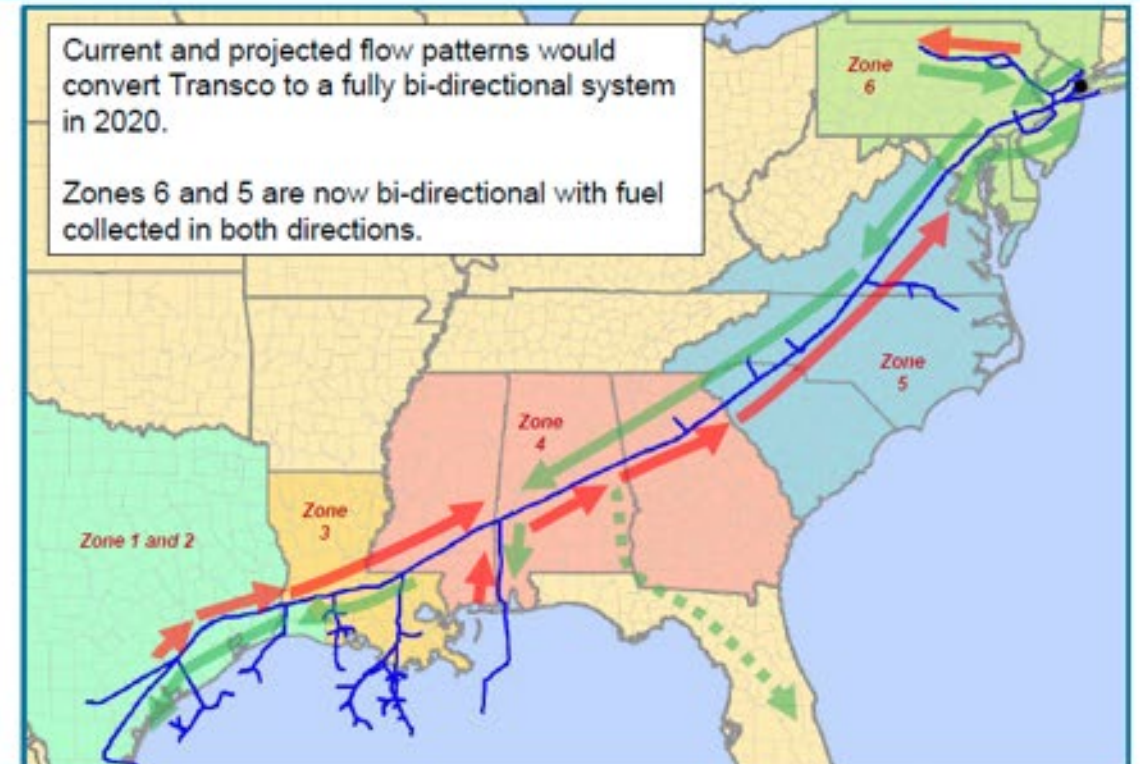 Current and projected flow patterns would
convert Transco to a fully bi-directional system
in 2020.
Zones 6 and 5 are now bi-directional with fuel
collected in both directions.
Zone
6
Zone
5
Zone
4
Zone
3
Zone 1 and 2